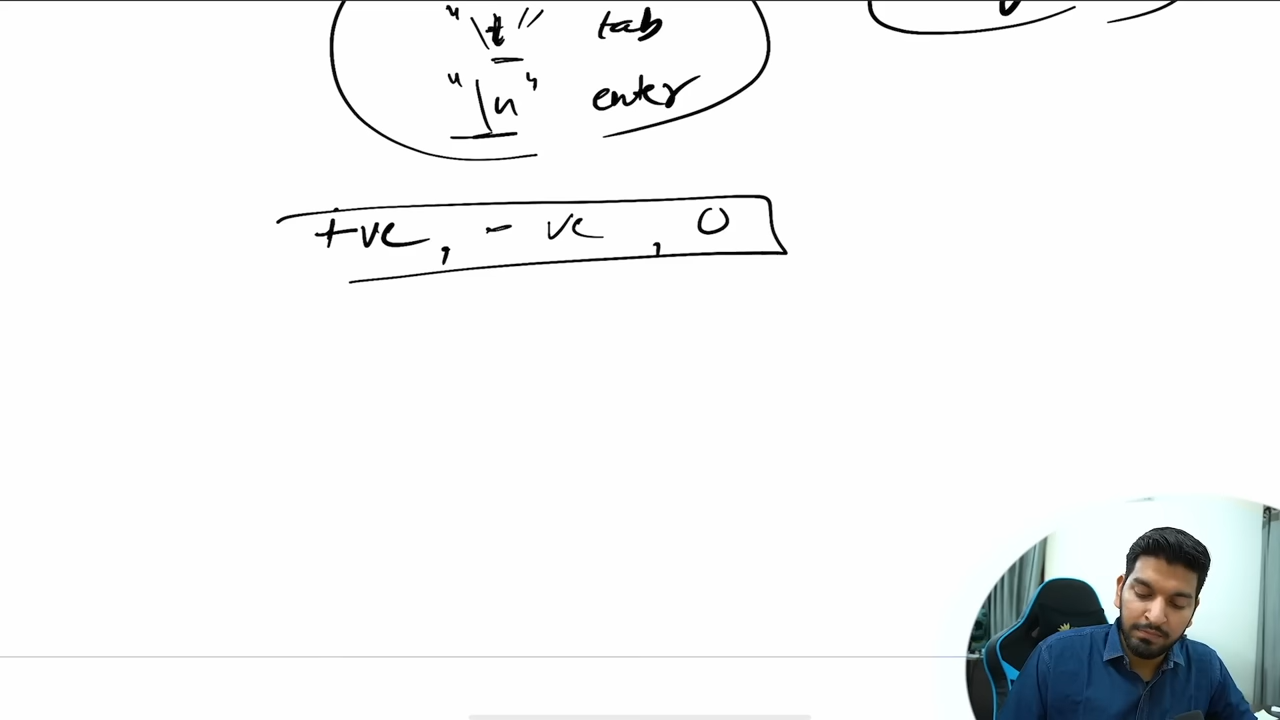 "\t" tab
"\n" enter
+ve, - ve, 0